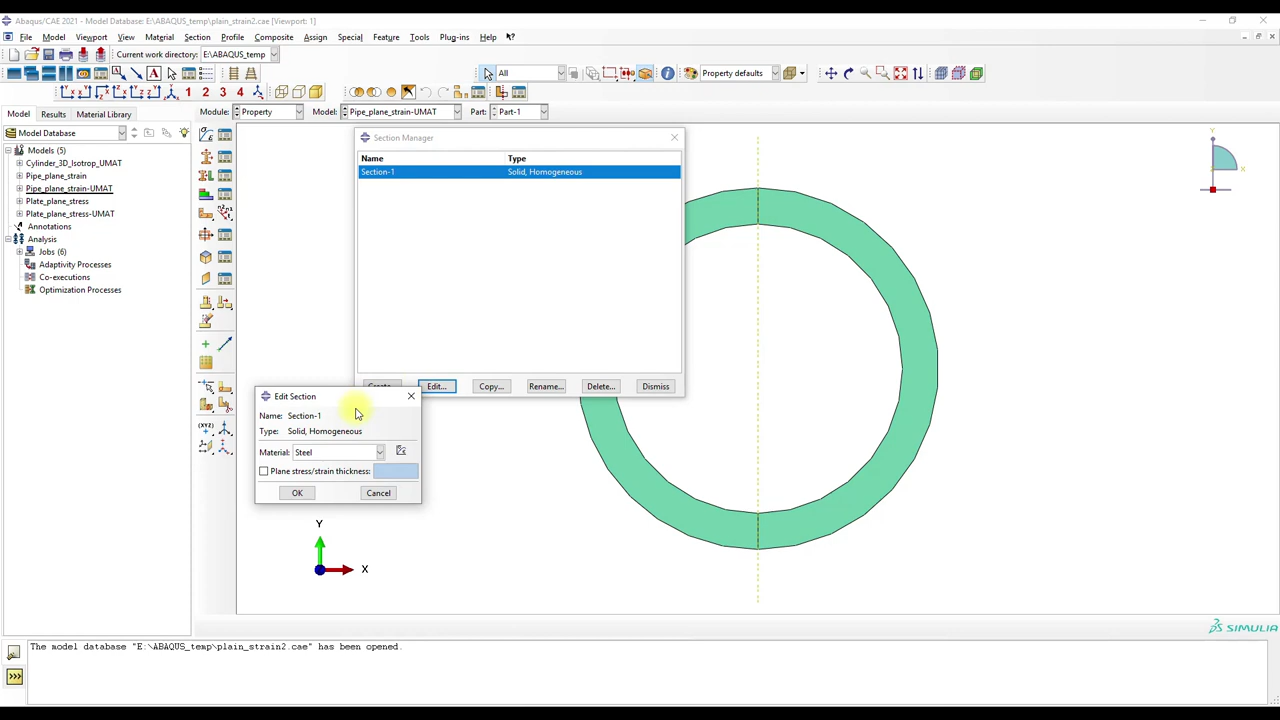 Abaqus/CAE 2021 - Model Database: E:\ABAQUS_temp\plain_strain2.cae [Viewport: 1]
File Model Viewport View Material Section Profile Composite Assign Special Feature Tools Plug-ins Help
Current work directory: E:\ABAQUS_temp
All Property defaults
1 2 3 4
Model Results Material Library Module: Property Model: Pipe_plane_strain-UMAT Part: Part-1
Model Database
Models (5)
Cylinder_3D_Isotrop_UMAT
Pipe_plane_strain
Pipe_plane_strain-UMAT
Plate_plane_stress
Plate_plane_stress-UMAT
Annotations
Analysis
Jobs (6)
Adaptivity Processes
Co-executions
Optimization Processes
Section Manager
Name Type
Section-1 Solid, Homogeneous
Create... Edit... Copy... Rename... Delete... Dismiss
Edit Section
Name: Section-1
Type: Solid, Homogeneous
Material: Steel
Plane stress/strain thickness:
OK Cancel
Y
X
Y
X
SIMULIA
The model database "E:\ABAQUS_temp\plain_strain2.cae" has been opened.
>>>